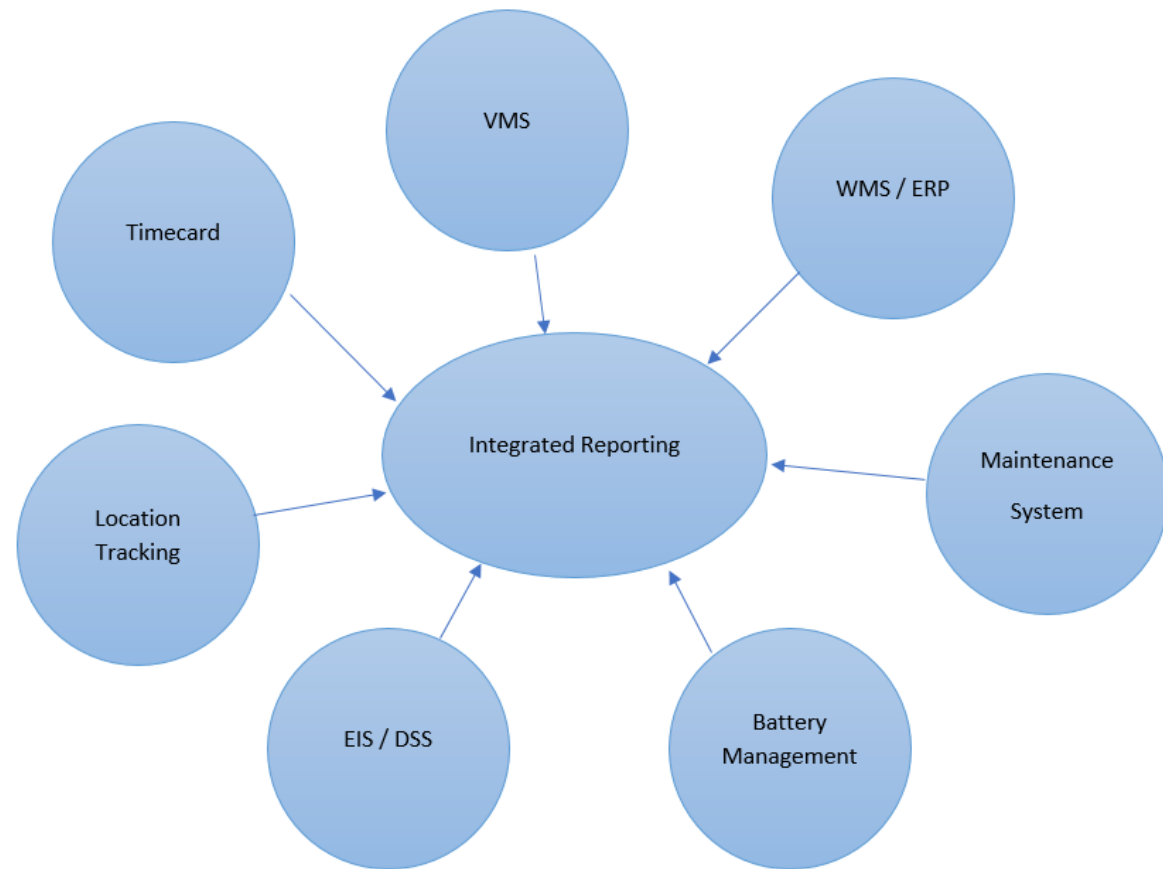 VMS
WMS / ERP
Timecard
Integrated Reporting
Maintenance
System
Location
Tracking
EIS / DSS
Battery
Management